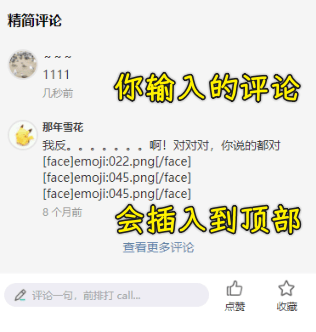 精简评论
~~~
1111
几秒前
你输入的评论
那年雪花
我反。。。。。。。啊！对对对，你说的都对
[face]emoji:022.png[/face]
[face]emoji:045.png[/face]
[face]emoji:045.png[/face]
8 个月前
会插入到顶部
查看更多评论
评论一句，前排打 call...
点赞
收藏